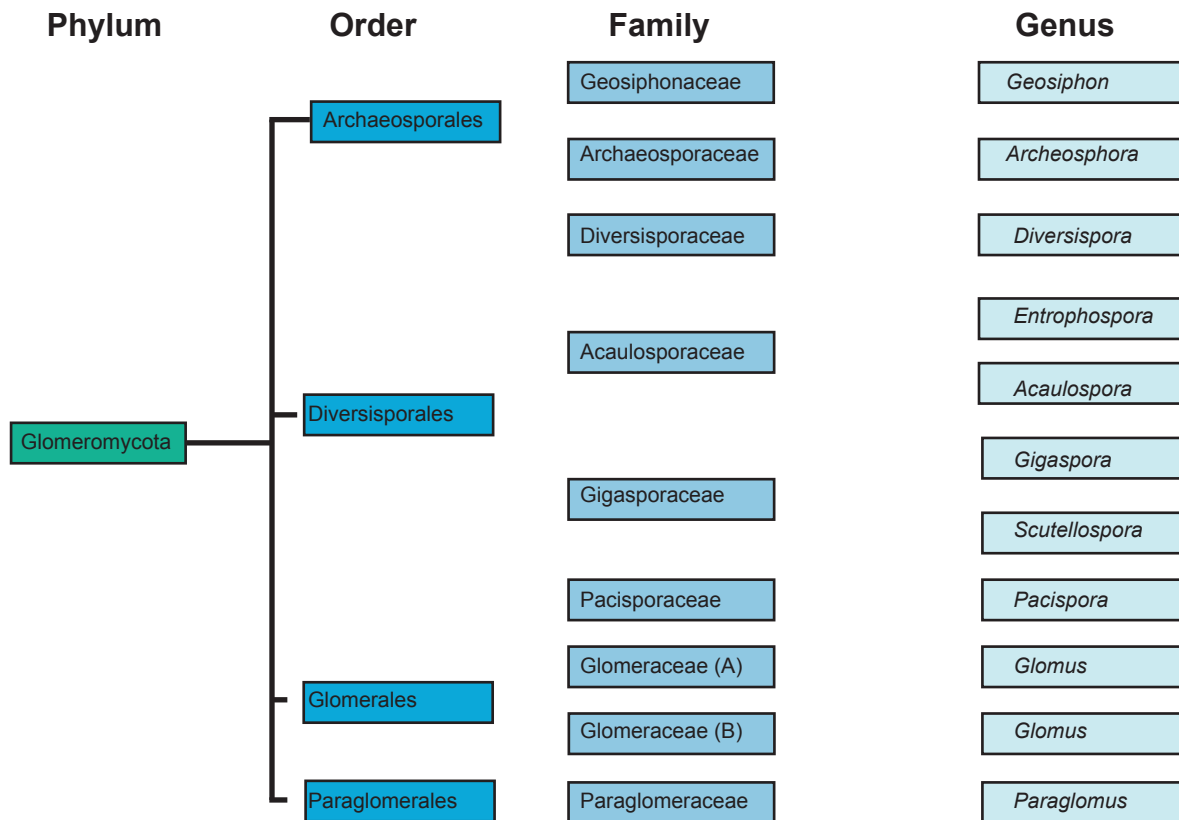 Phylum Order Family Genus
Geosiphonaceae Geosiphon
Archaeosporales
Archaeosporaceae Archeosphora
Diversisporaceae Diversispora
Entrophospora
Acaulosporaceae
Acaulospora
Diversisporales
Glomeromycota
Gigaspora
Gigasporaceae
Scutellospora
Pacisporaceae Pacispora
Glomeraceae (A) Glomus
Glomerales
Glomeraceae (B) Glomus
Paraglomerales Paraglomeraceae Paraglomus